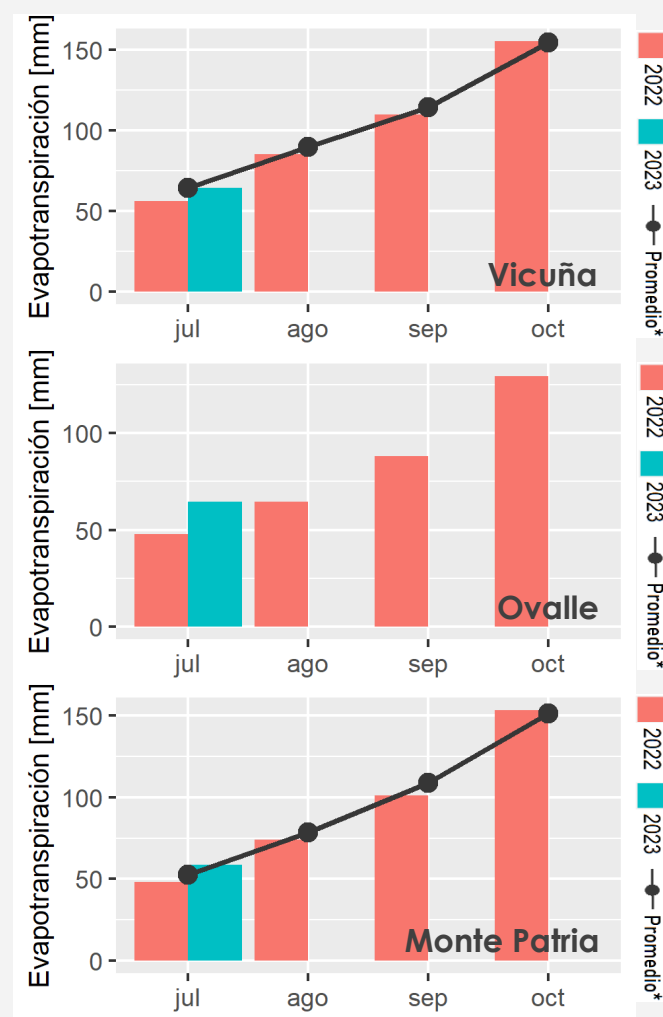 Evapotranspiración [mm]
150
100
50
0
jul ago sep oct
Vicuña
2022 2023 Promedio*
Evapotranspiración [mm]
100
50
0
jul ago sep oct
Ovalle
2022 2023 Promedio*
Evapotranspiración [mm]
150
100
50
0
jul ago sep oct
Monte Patria
2022 2023 Promedio*